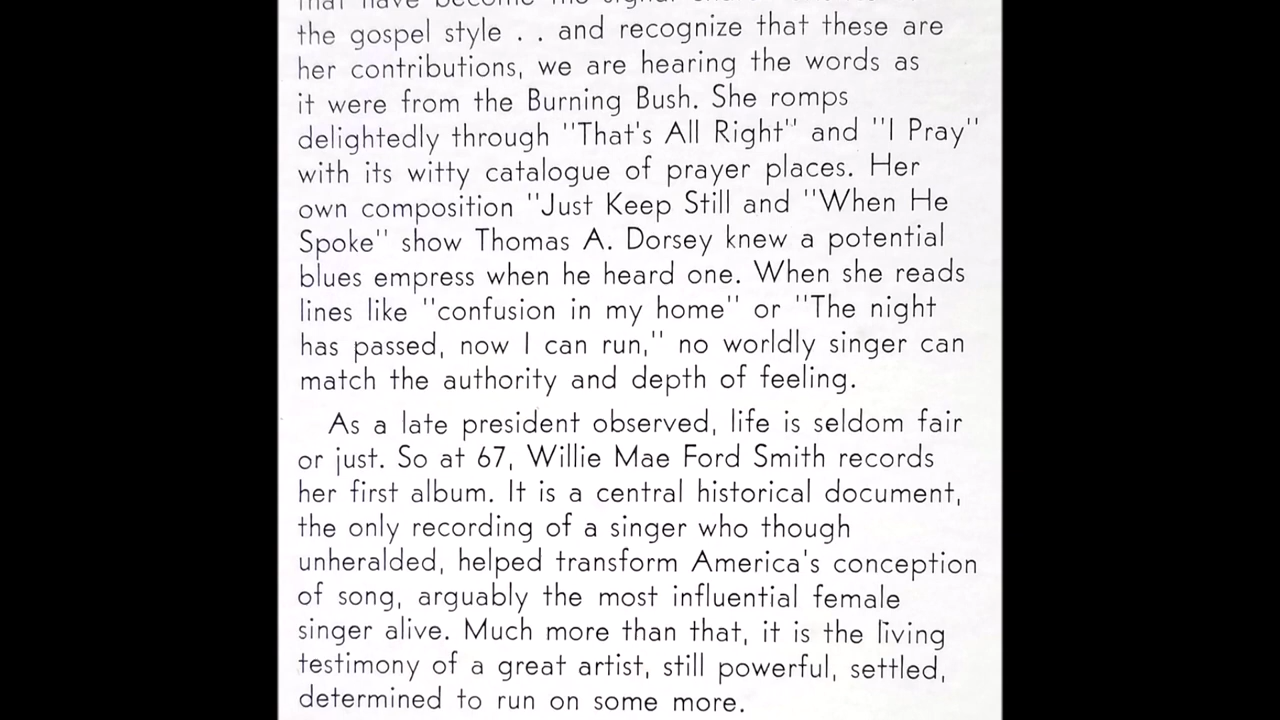 that have become the signal
the gospel style . . and recognize that these are
her contributions, we are hearing the words as
it were from the Burning Bush. She romps
delightedly through "That's All Right" and "I Pray"
with its witty catalogue of prayer places. Her
own composition "Just Keep Still and "When He
Spoke" show Thomas A. Dorsey knew a potential
blues empress when he heard one. When she reads
lines like "confusion in my home" or "The night
has passed, now I can run," no worldly singer can
match the authority and depth of feeling.
As a late president observed, life is seldom fair
or just. So at 67, Willie Mae Ford Smith records
her first album. It is a central historical document,
the only recording of a singer who though
unheralded, helped transform America's conception
of song, arguably the most influential female
singer alive. Much more than that, it is the living
testimony of a great artist, still powerful, settled,
determined to run on some more.